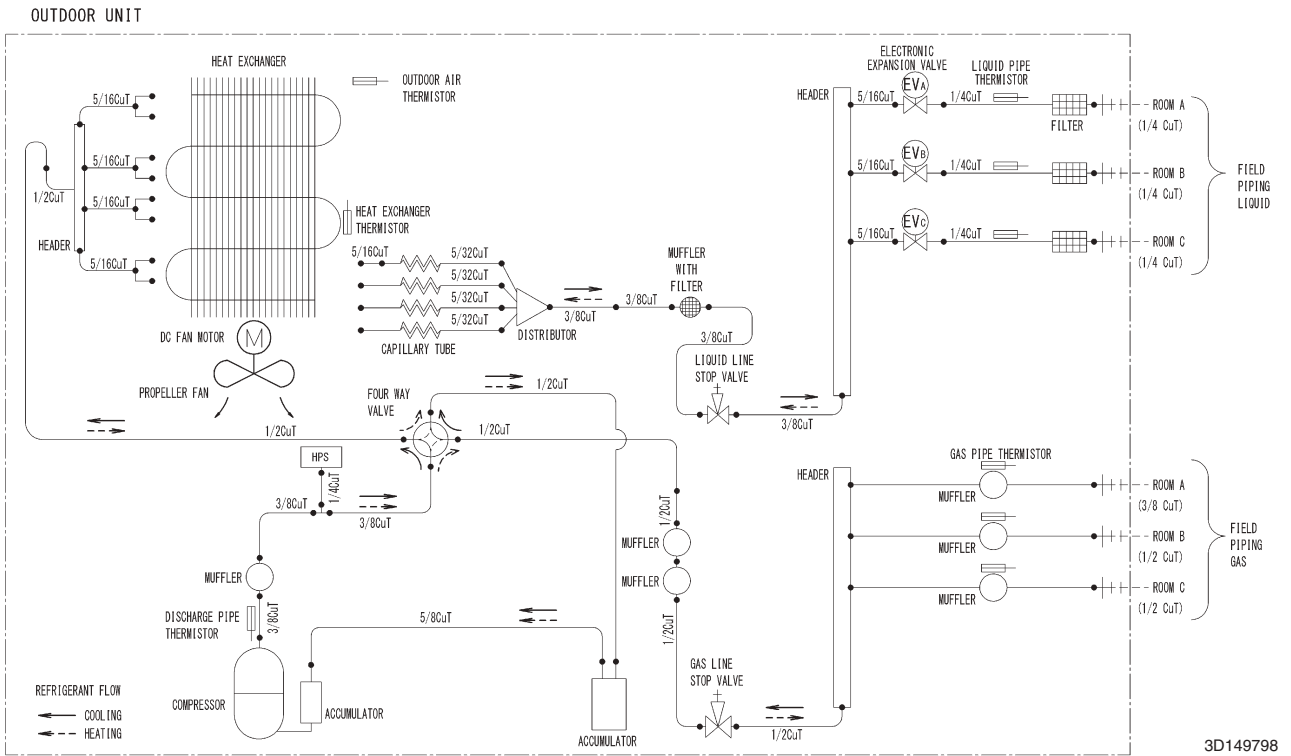 OUTDOOR UNIT
HEAT EXCHANGER
OUTDOOR AIR
THERMISTOR
5/16CuT
5/16CuT
5/16CuT
5/16CuT
1/2CuT
HEADER
HEAT EXCHANGER
THERMISTOR
DC FAN MOTOR
M
PROPELLER FAN
5/16CuT
5/32CuT
5/32CuT
5/32CuT
5/32CuT
CAPILLARY TUBE
DISTRIBUTOR
3/8CuT
3/8CuT
MUFFLER
WITH
FILTER
3/8CuT
LIQUID LINE
STOP VALVE
3/8CuT
HEADER
ELECTRONIC
EXPANSION VALVE
LIQUID PIPE
THERMISTOR
5/16CuT
EVA
1/4CuT
FILTER
ROOM A
(1/4 CuT)
5/16CuT
EVB
1/4CuT
ROOM B
(1/4 CuT)
5/16CuT
EVC
1/4CuT
ROOM C
(1/4 CuT)
FIELD
PIPING
LIQUID
FOUR WAY
VALVE
1/2CuT
1/2CuT
1/2CuT
HPS
1/4CuT
3/8CuT
3/8CuT
MUFFLER
DISCHARGE PIPE
THERMISTOR
3/8CuT
COMPRESSOR
ACCUMULATOR
5/8CuT
ACCUMULATOR
1/2CuT
MUFFLER
MUFFLER
1/2CuT
GAS LINE
STOP VALVE
1/2CuT
HEADER
GAS PIPE THERMISTOR
MUFFLER
ROOM A
(3/8 CuT)
MUFFLER
ROOM B
(1/2 CuT)
MUFFLER
ROOM C
(1/2 CuT)
FIELD
PIPING
GAS
REFRIGERANT FLOW
COOLING
HEATING
3D149798